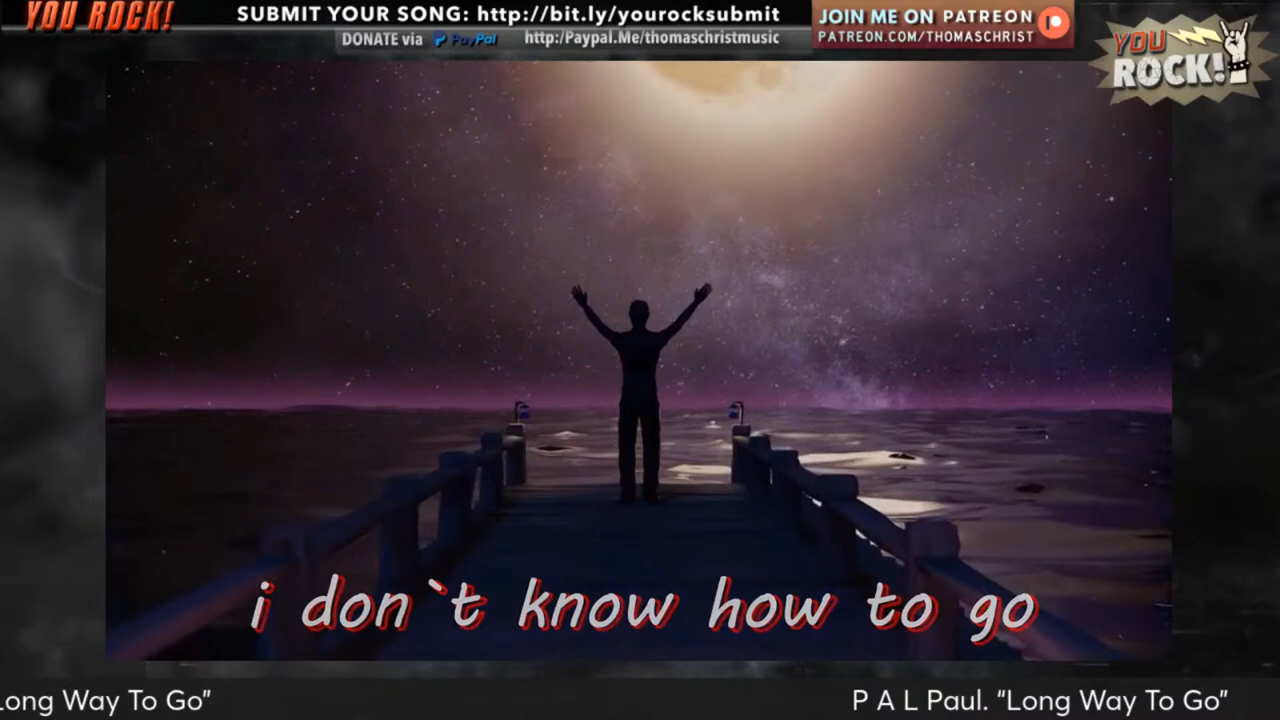 YOU ROCK!
SUBMIT YOUR SONG: http://bit.ly/yourocksubmit
DONATE via PayPal http:/Paypal.Me/thomaschristmusic
JOIN ME ON PATREON
PATREON.COM/THOMASCHRIST
YOU
ROCK!
i don`t know how to go
Long Way To Go”
P A L Paul. “Long Way To Go”